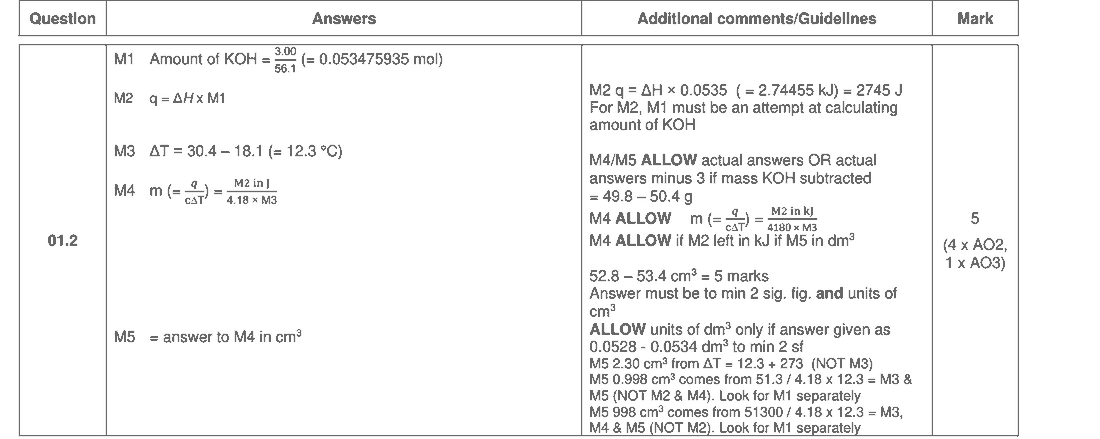 Question Answers Additional comments/Guidelines Mark
M1 Amount of KOH = 3.00/56.1 (= 0.053475935 mol)
M2 q = ΔH x M1
M3 ΔT = 30.4 – 18.1 (= 12.3 °C)
M4 m (= q/cΔT) = M2 in J/4.18 × M3
01.2
M5 = answer to M4 in cm³
M2 q = ΔH × 0.0535 ( = 2.74455 kJ) = 2745 J
For M2, M1 must be an attempt at calculating
amount of KOH
M4/M5 ALLOW actual answers OR actual
answers minus 3 if mass KOH subtracted
= 49.8 – 50.4 g
M4 ALLOW m (= q/cΔT) = M2 in kJ/4180 × M3
M4 ALLOW if M2 left in kJ if M5 in dm³
52.8 – 53.4 cm³ = 5 marks
Answer must be to min 2 sig. fig. and units of
cm³
ALLOW units of dm³ only if answer given as
0.0528 - 0.0534 dm³ to min 2 sf
M5 2.30 cm³ from ΔT = 12.3 + 273 (NOT M3)
M5 0.998 cm³ comes from 51.3 / 4.18 x 12.3 = M3 &
M5 (NOT M2 & M4). Look for M1 separately
M5 998 cm³ comes from 51300 / 4.18 x 12.3 = M3,
M4 & M5 (NOT M2). Look for M1 separately
5
(4 x AO2,
1 x AO3)